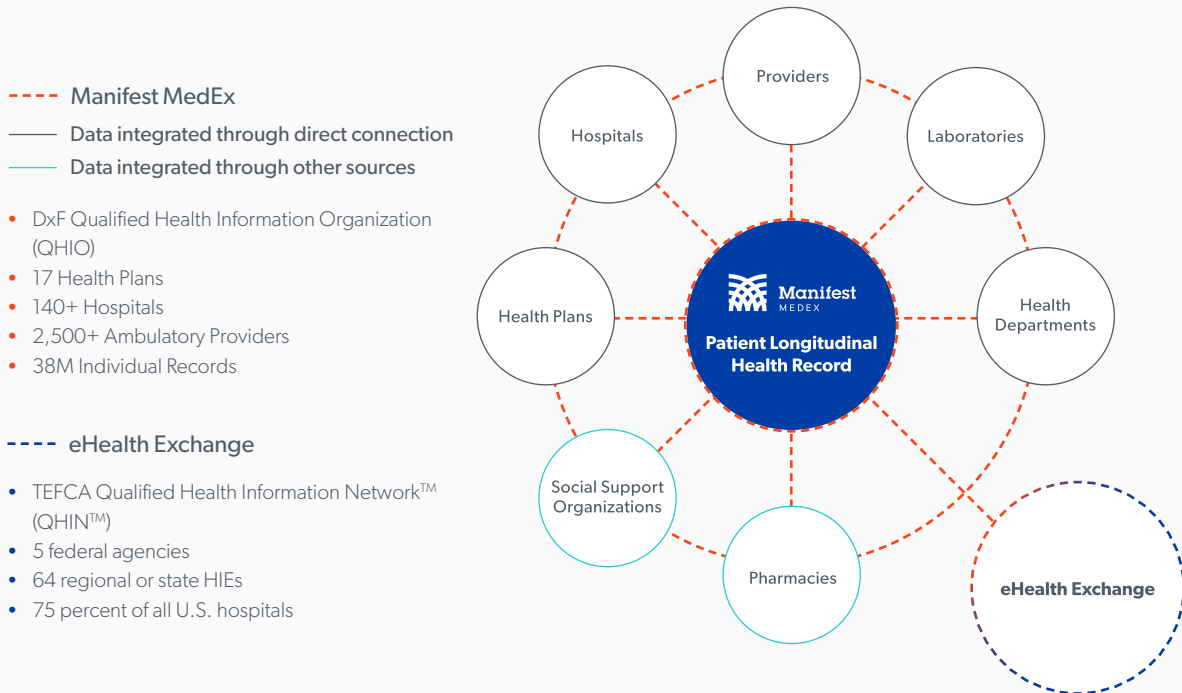 Manifest MedEx
Data integrated through direct connection
Data integrated through other sources
• DxF Qualified Health Information Organization
(QHIO)
• 17 Health Plans
• 140+ Hospitals
• 2,500+ Ambulatory Providers
• 38M Individual Records
eHealth Exchange
• TEFCA Qualified Health Information Network™
(QHIN™)
• 5 federal agencies
• 64 regional or state HIEs
• 75 percent of all U.S. hospitals
Providers
Hospitals
Laboratories
Health Plans
Manifest
MEDEX
Patient Longitudinal
Health Record
Health
Departments
Social Support
Organizations
Pharmacies
eHealth Exchange